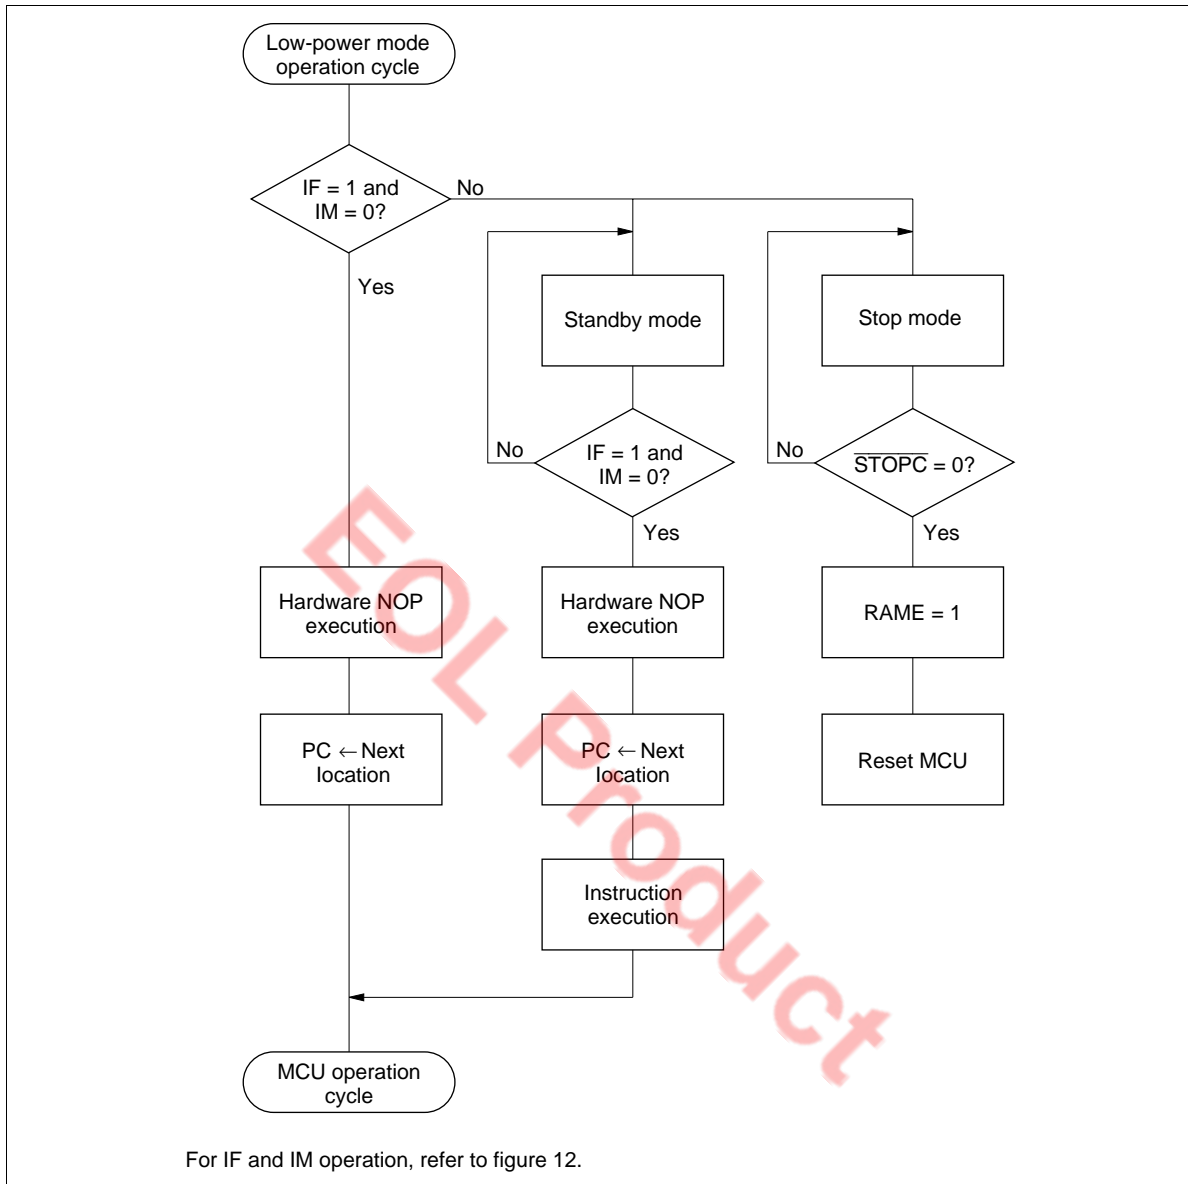 Low-power mode
operation cycle
IF = 1 and
IM = 0?
No
Yes
Standby mode
Stop mode
No
IF = 1 and
IM = 0?
No
STOPC = 0?
Yes
Yes
Hardware NOP
execution
Hardware NOP
execution
RAME = 1
PC ← Next
location
PC ← Next
location
Reset MCU
Instruction
execution
MCU operation
cycle
For IF and IM operation, refer to figure 12.
EOL Product